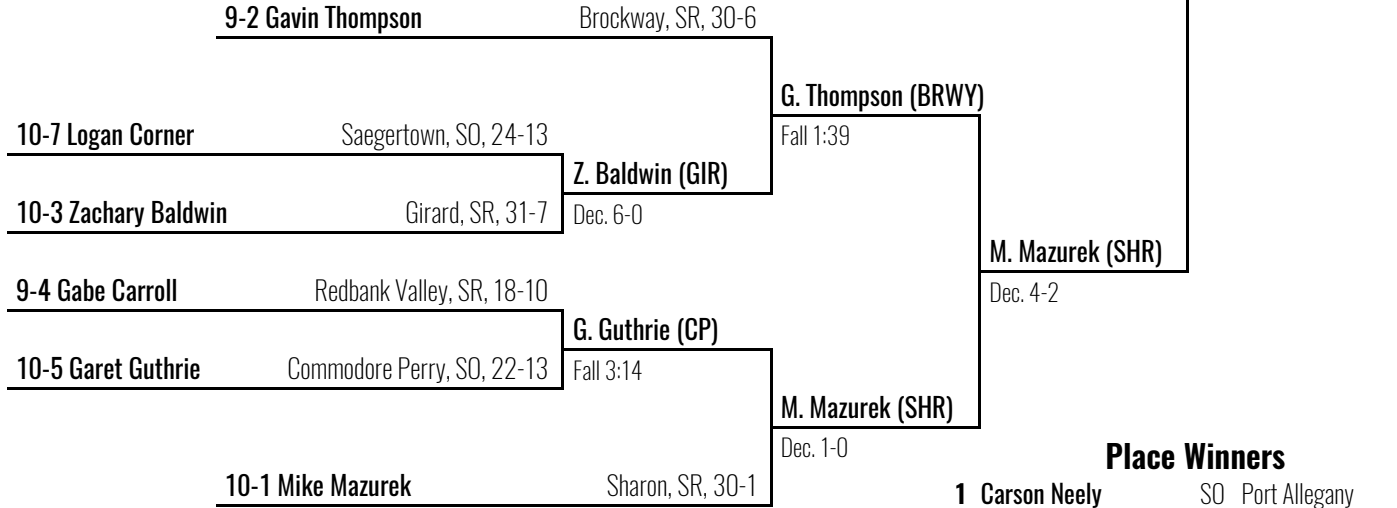 9-2 Gavin Thompson Brockway, SR, 30-6
G. Thompson (BRWY)
Fall 1:39
10-7 Logan Corner Saegertown, SO, 24-13
Z. Baldwin (GIR)
Dec. 6-0
10-3 Zachary Baldwin Girard, SR, 31-7
M. Mazurek (SHR)
Dec. 4-2
9-4 Gabe Carroll Redbank Valley, SR, 18-10
G. Guthrie (CP)
Fall 3:14
10-5 Garet Guthrie Commodore Perry, SO, 22-13
M. Mazurek (SHR)
Dec. 1-0
10-1 Mike Mazurek Sharon, SR, 30-1
Place Winners
1 Carson Neely SO Port Allegany